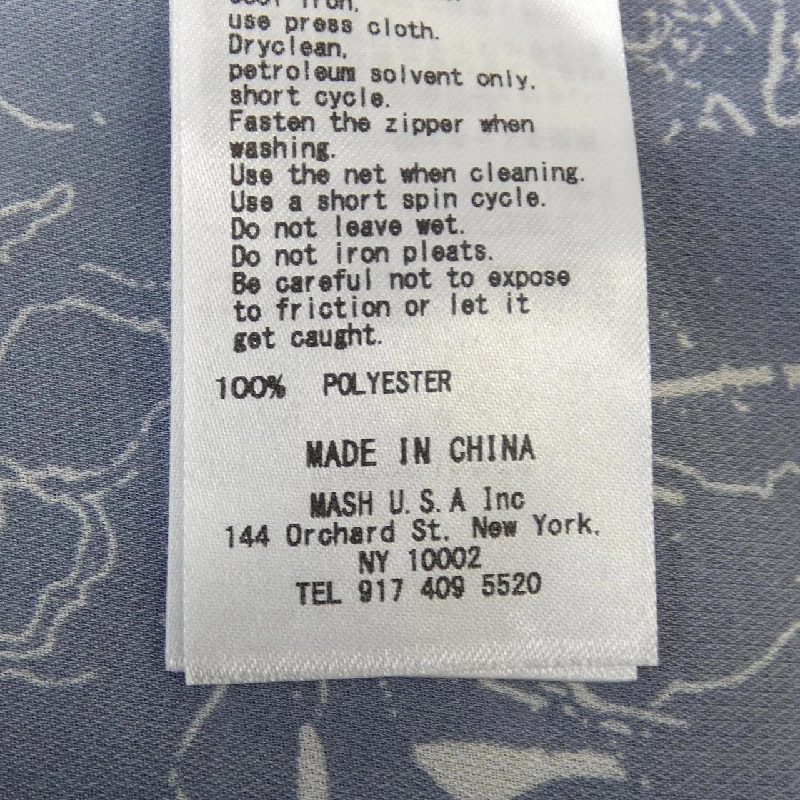 iron,
use press cloth.
Dryclean,
petroleum solvent only.
short cycle.
Fasten the zipper when
washing.
Use the net when cleaning.
Use a short spin cycle.
Do not leave wet.
Do not iron pleats.
Be careful not to expose
to friction or let it
get caught.
100% POLYESTER
MADE IN CHINA
MASH U.S.A Inc
144 Orchard St. New York.
NY 10002
TEL 917 409 5520